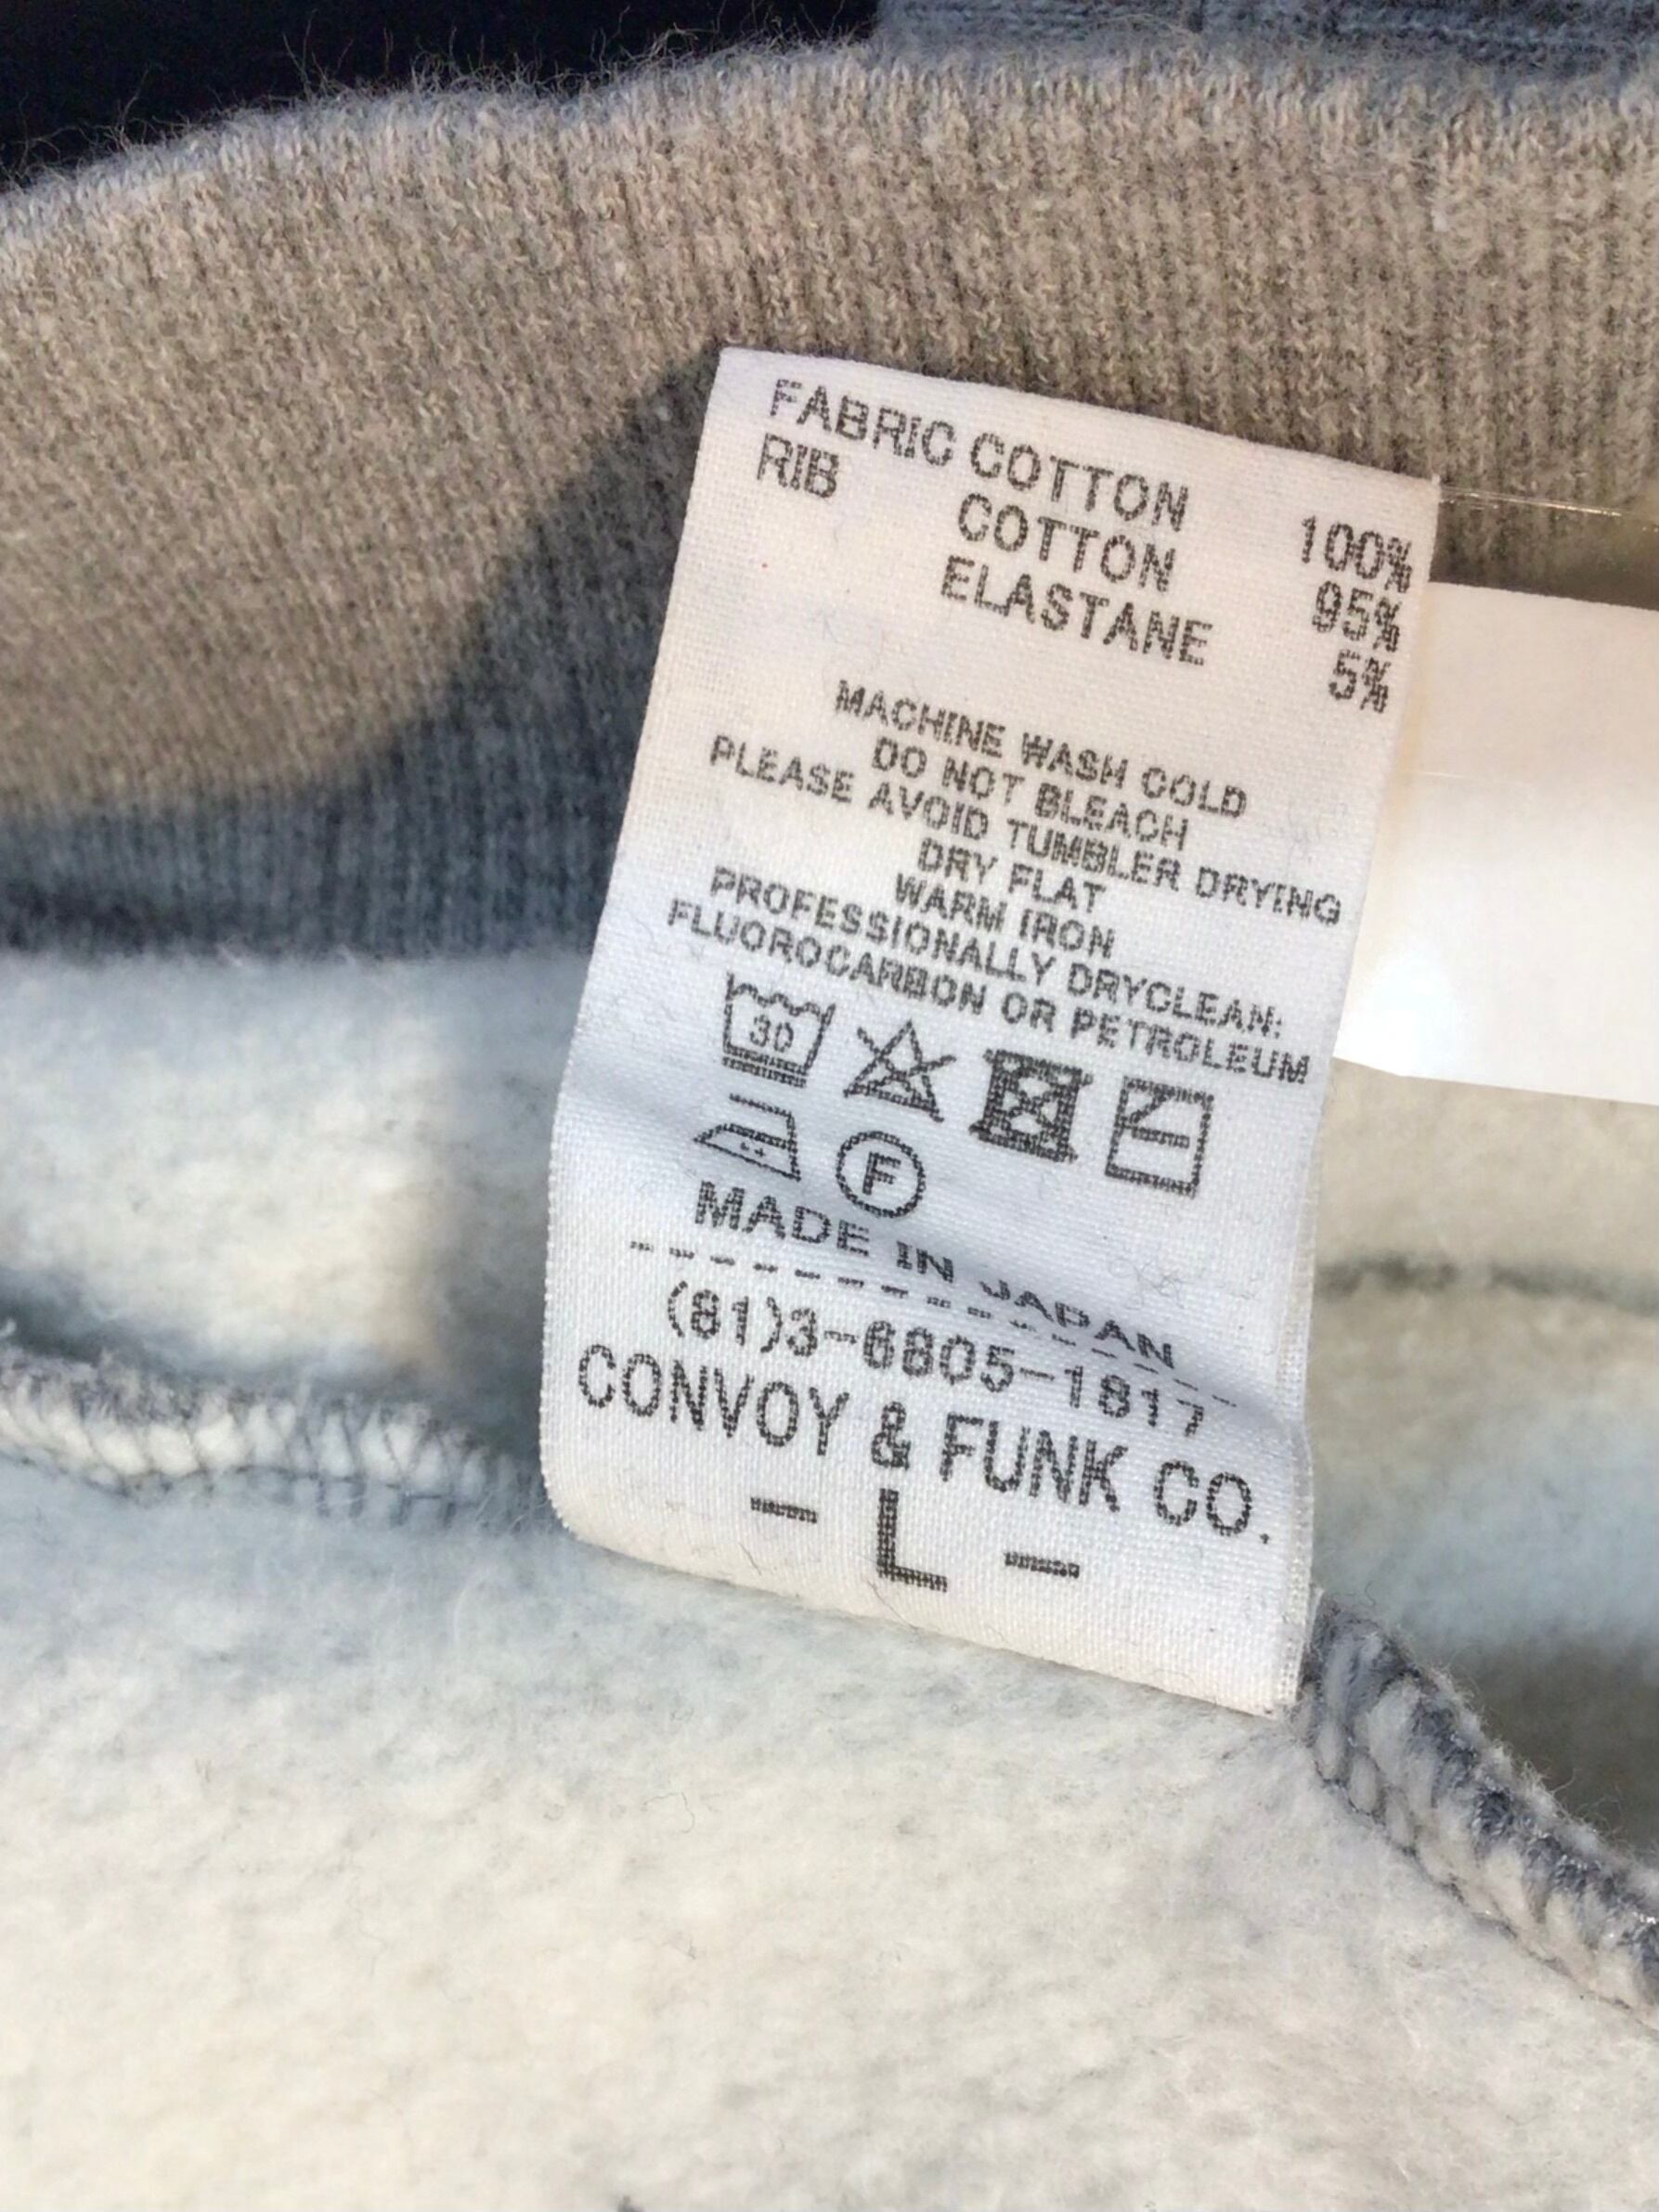 FABRIC COTTON 100%
RIB COTTON 95%
ELASTANE 5%
MACHINE WASH COLD
DO NOT BLEACH
PLEASE AVOID TUMBLER DRYING
DRY FLAT
WARM IRON
PROFESSIONALLY DRYCLEAN:
FLUOROCARBON OR PETROLEUM
30
F
MADE IN JAPAN
(81)3-6805-1817
CONVOY & FUNK CO.
- L -